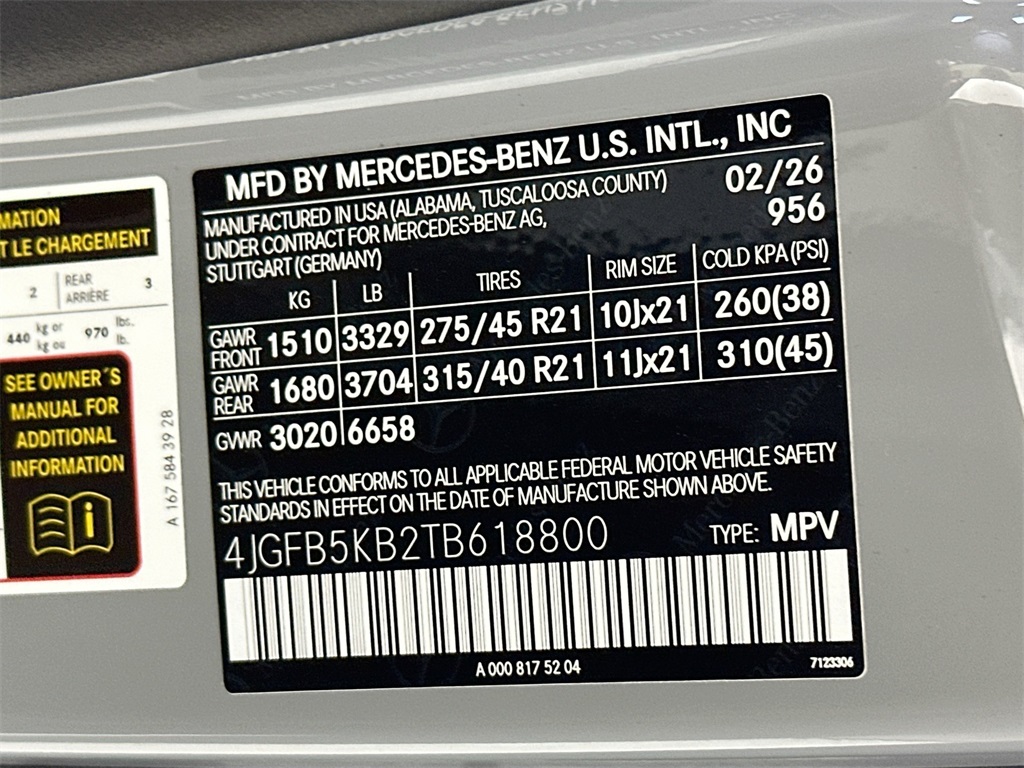 MFD BY MERCEDES-BENZ U.S. INTL., INC
MANUFACTURED IN USA (ALABAMA, TUSCALOOSA COUNTY) 02/26
UNDER CONTRACT FOR MERCEDES-BENZ AG, 956
STUTTGART (GERMANY)
KG LB TIRES RIM SIZE COLD KPA (PSI)
GAWR FRONT 1510 3329 275/45 R21 10Jx21 260(38)
GAWR REAR 1680 3704 315/40 R21 11Jx21 310(45)
GVWR 3020 6658
THIS VEHICLE CONFORMS TO ALL APPLICABLE FEDERAL MOTOR VEHICLE SAFETY
STANDARDS IN EFFECT ON THE DATE OF MANUFACTURE SHOWN ABOVE.
4JGFB5KB2TB618800 TYPE: MPV
A 000 817 52 04 7123306
MATION
T LE CHARGEMENT
2 REAR ARRIÈRE 3
440 kg or kg ou 970 lbs. lb.
SEE OWNER´S
MANUAL FOR
ADDITIONAL
INFORMATION
A 167 584 39 28